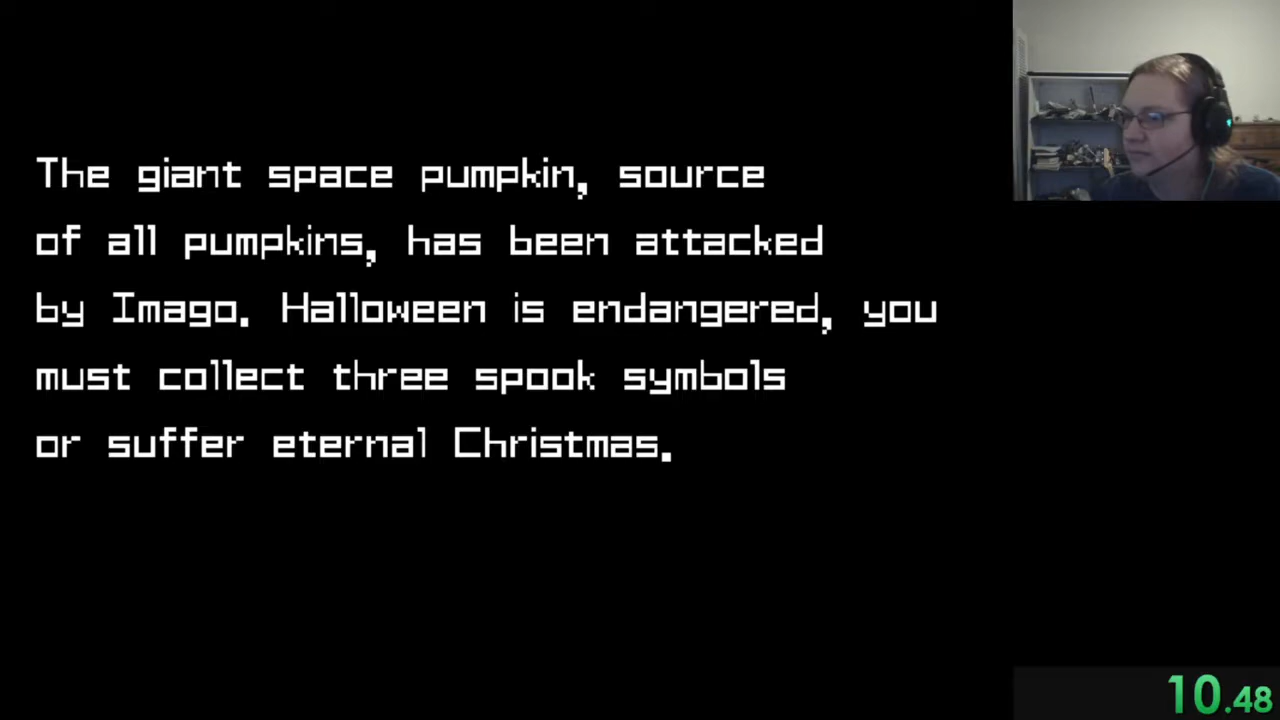 The giant space pumpkin, source
of all pumpkins, has been attacked
by Imago. Halloween is endangered, you
must collect three spook symbols
or suffer eternal Christmas.
10.48